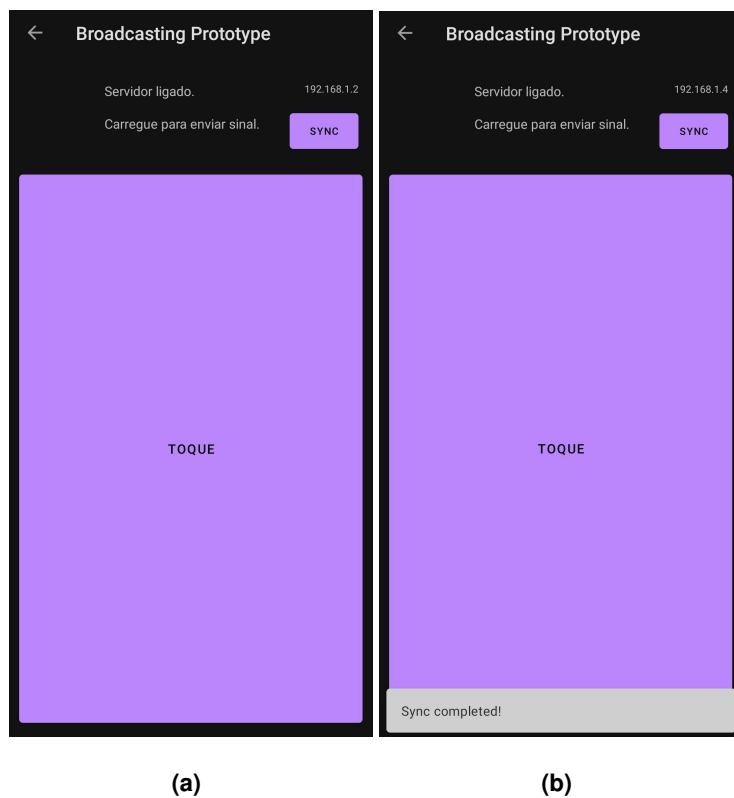 Broadcasting Prototype
Servidor ligado.
192.168.1.2
Carregue para enviar sinal.
SYNC
TOQUE
(a)
Broadcasting Prototype
Servidor ligado.
192.168.1.4
Carregue para enviar sinal.
SYNC
TOQUE
Sync completed!
(b)